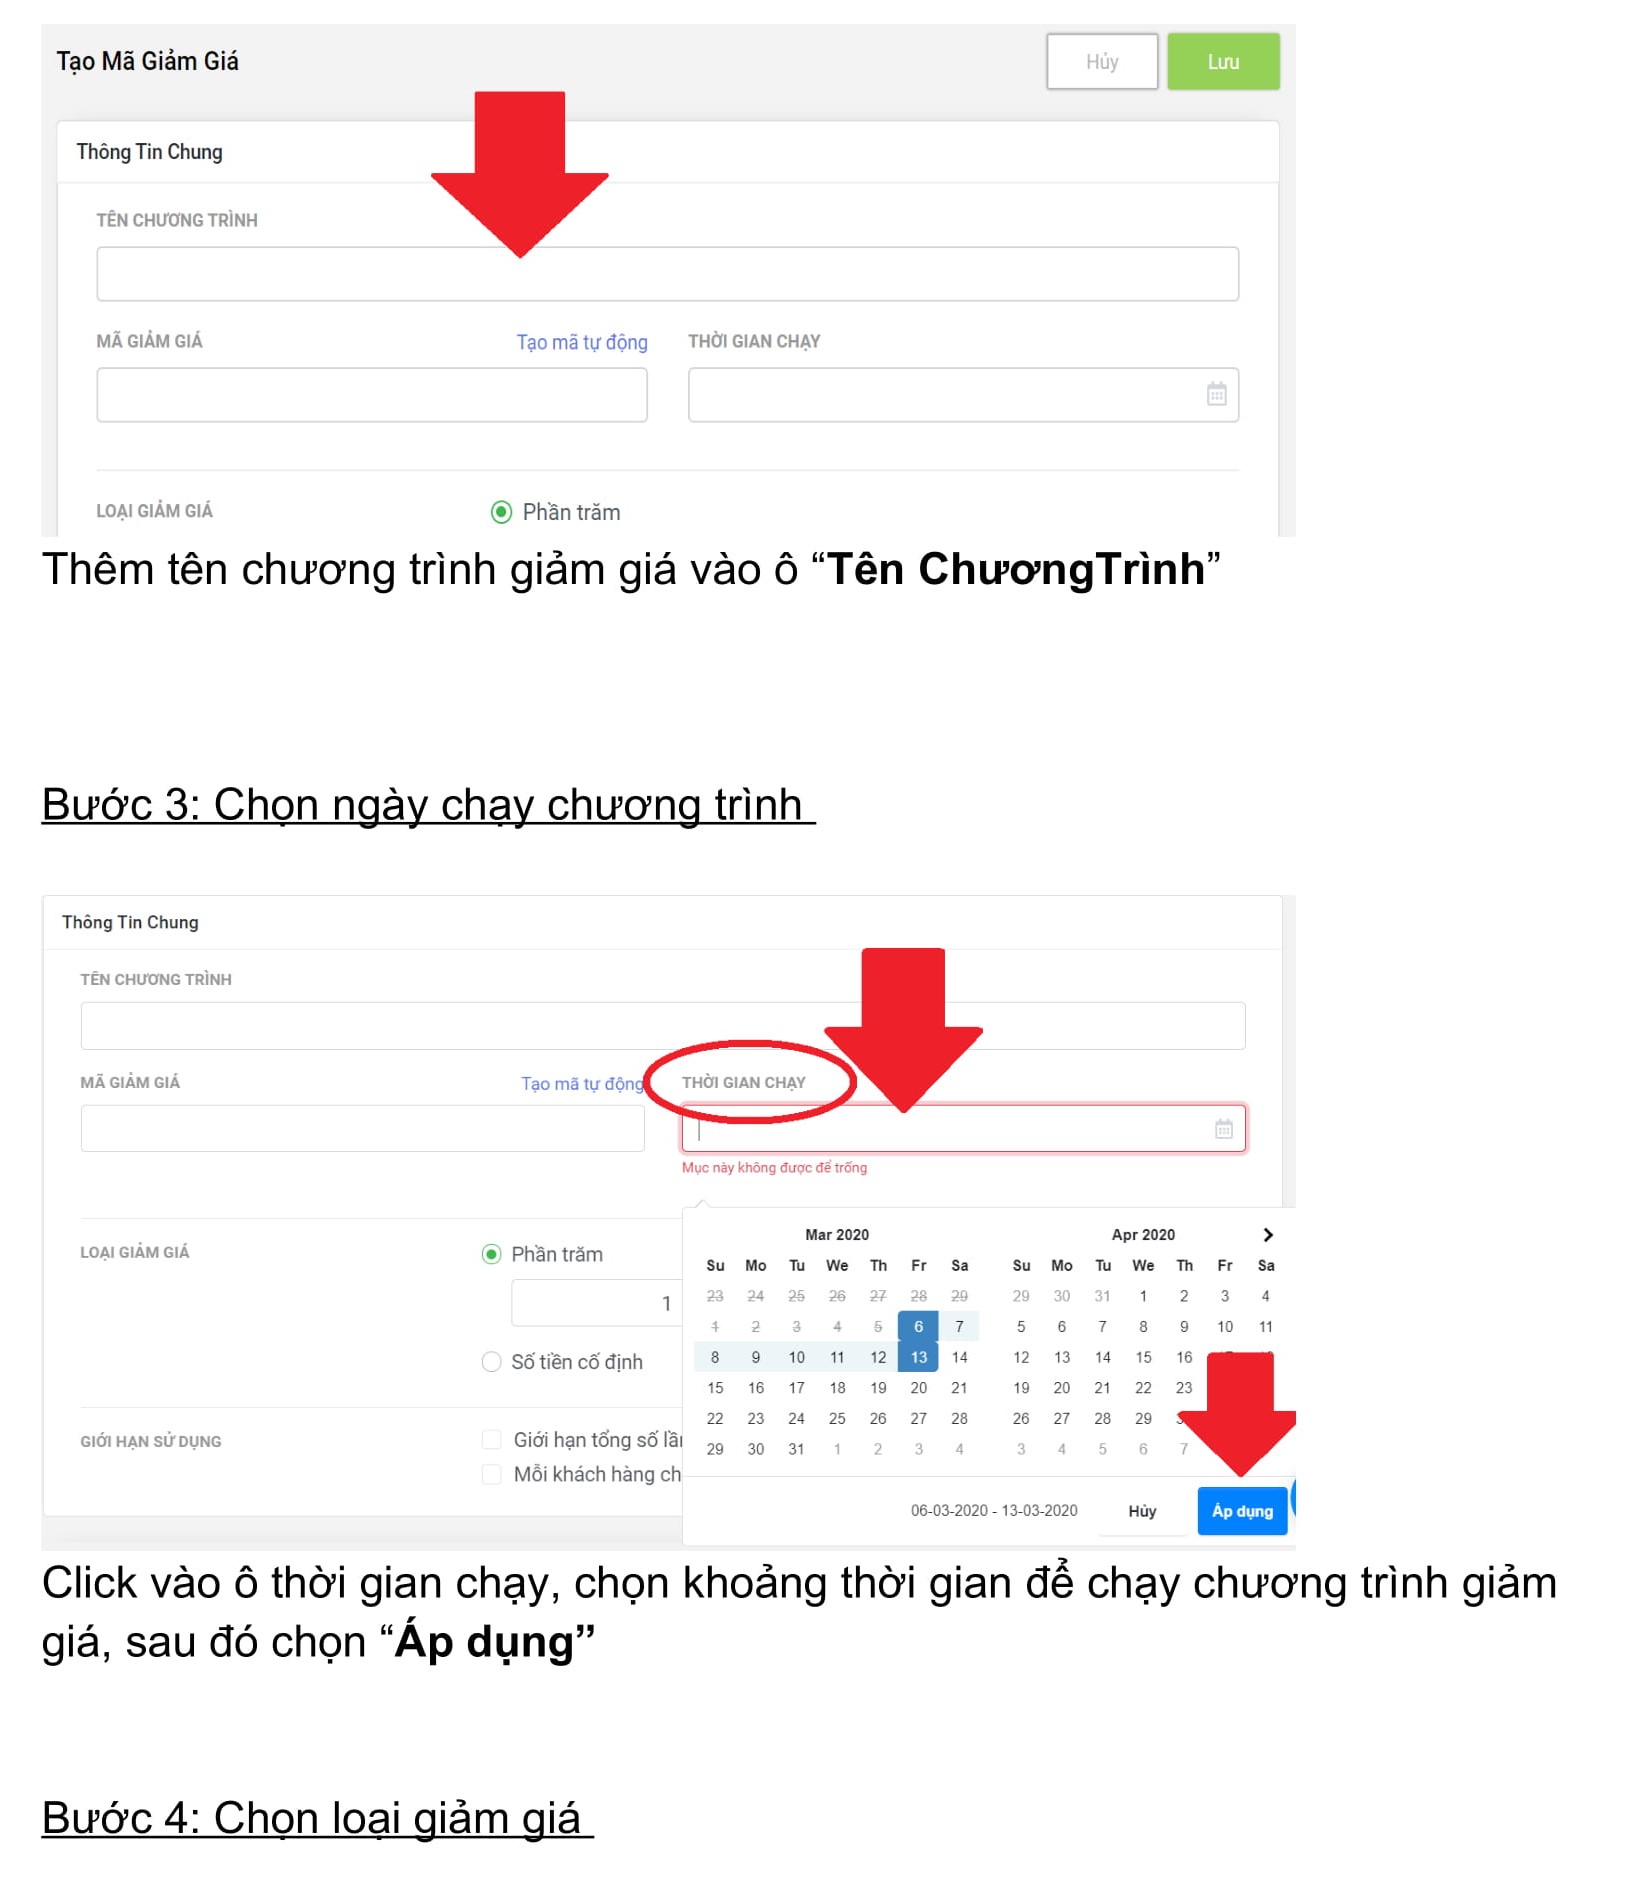 Tạo Mã Giảm Giá
Hủy
Lưu
Thông Tin Chung
TÊN CHƯƠNG TRÌNH
MÃ GIẢM GIÁ
Tạo mã tự động
THỜI GIAN CHẠY
LOẠI GIẢM GIÁ
Phần trăm
Thêm tên chương trình giảm giá vào ô “Tên ChươngTrình”
Bước 3: Chọn ngày chạy chương trình
Thông Tin Chung
TÊN CHƯƠNG TRÌNH
MÃ GIẢM GIÁ
Tạo mã tự động
THỜI GIAN CHẠY
Mục này không được để trống
LOẠI GIẢM GIÁ
Phần trăm
1
Số tiền cố định
GIỚI HẠN SỬ DỤNG
Giới hạn tổng số lần
Mỗi khách hàng ch
Mar 2020
Su Mo Tu We Th Fr Sa
23 24 25 26 27 28 29
1 2 3 4 5 6 7
8 9 10 11 12 13 14
15 16 17 18 19 20 21
22 23 24 25 26 27 28
29 30 31 1 2 3 4
Apr 2020
Su Mo Tu We Th Fr Sa
29 30 31 1 2 3 4
5 6 7 8 9 10 11
12 13 14 15 16
19 20 21 22 23
26 27 28 29
3 4 5 6 7
06-03-2020 - 13-03-2020
Hủy
Áp dụng
Click vào ô thời gian chạy, chọn khoảng thời gian để chạy chương trình giảm
giá, sau đó chọn “Áp dụng”
Bước 4: Chọn loại giảm giá